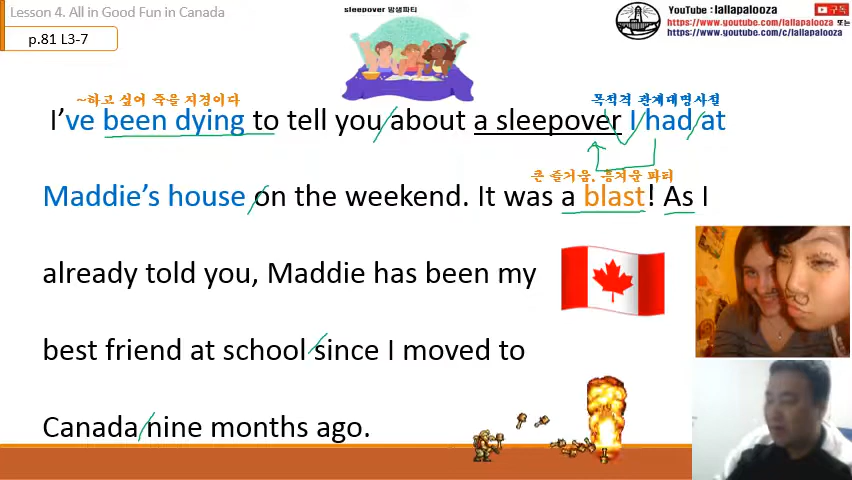 Lesson 4. All in Good Fun in Canada
p.81 L3-7
sleepover 밤샘파티
YouTube : lallapalooza 구독
https://www.youtube.com/lallapalooza 또는
https://www.youtube.com/c/lallapalooza
~하고 싶어 죽을 지경이다
목적격 관계대명사절
I've been dying to tell you about a sleepover I had at
큰 즐거움, 흥겨운 파티
Maddie's house on the weekend. It was a blast! As I
already told you, Maddie has been my
best friend at school since I moved to
Canada nine months ago.